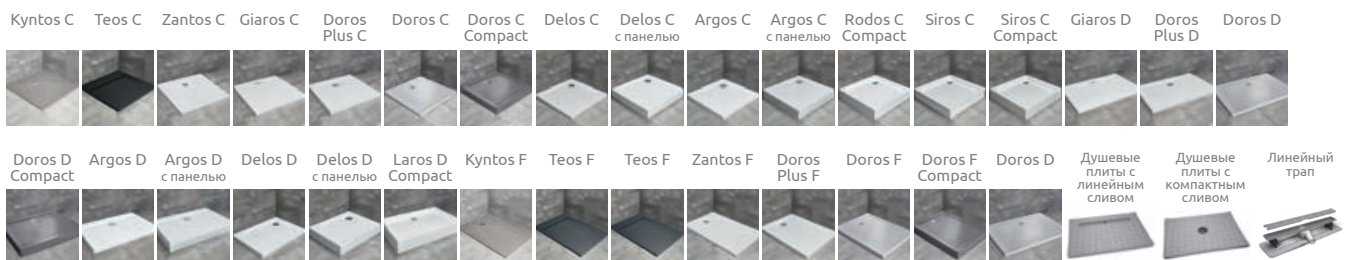 Kyntos C Teos C Zantos C Giaros C Doros Doros C Doros C Delos C Delos C Argos C Argos C Rodos C Siros C Siros C Giaros D Doros Doros D
Plus C Compact с панелью с панелью Compact Compact Plus D
Doros D Argos D Argos D Delos D Delos D Laros D Kyntos F Teos F Teos F Zantos F Doros Doros F Doros F Doros D Душевые Душевые Линейный
Compact с панелью с панелью Compact Plus F Compact плиты с плиты с трап
линейным компактным
сливом сливом